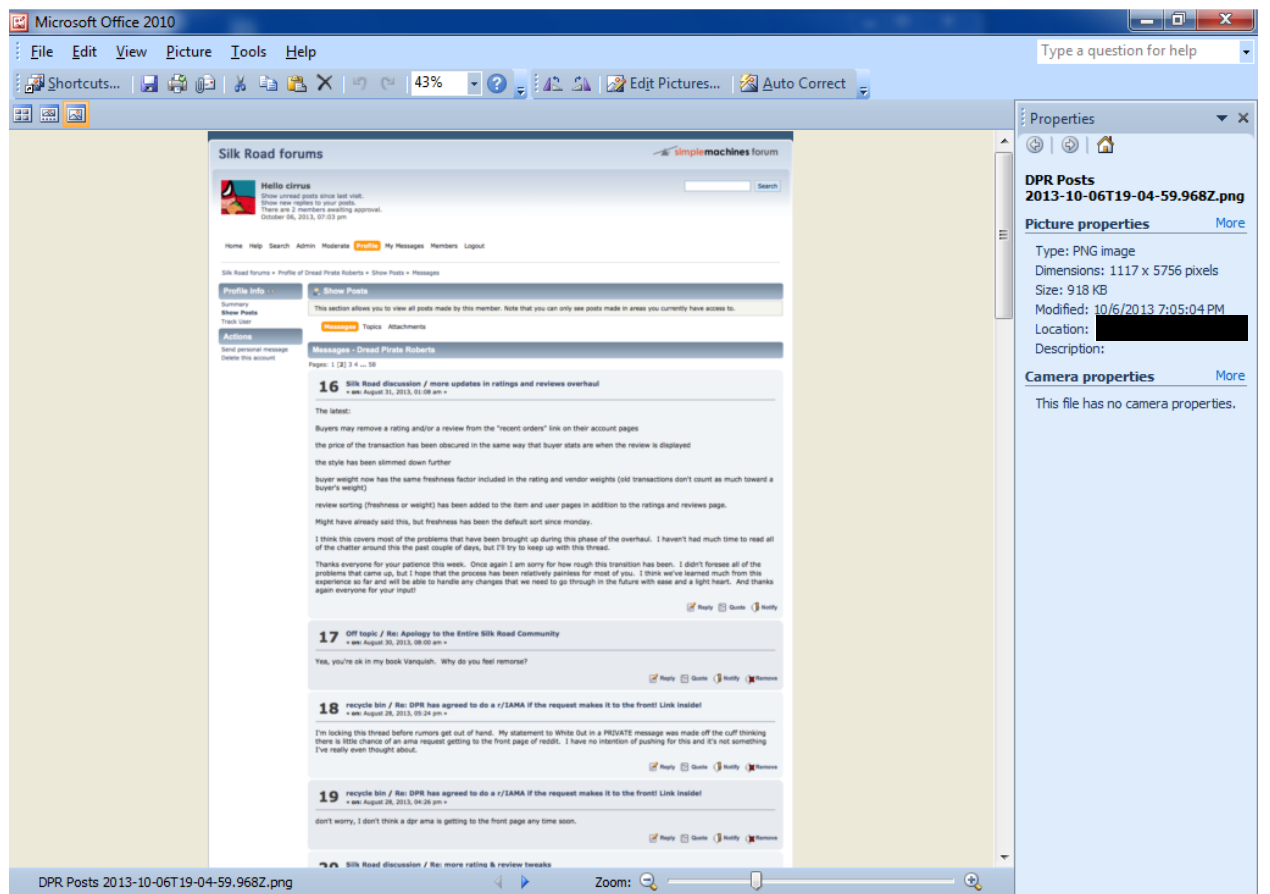 Microsoft Office 2010
File Edit View Picture Tools Help
Type a question for help
Shortcuts... 43% Edit Pictures... Auto Correct
Properties
DPR Posts
2013-10-06T19-04-59.968Z.png
Picture properties More
Type: PNG image
Dimensions: 1117 x 5756 pixels
Size: 918 KB
Modified: 10/6/2013 7:05:04 PM
Location:
Description:
Camera properties More
This file has no camera properties.
Silk Road forums
simplemachines forum
Hello cirrus
Show unread posts since last visit.
Show new replies to your posts.
There are 2 members awaiting approval.
October 06, 2013, 07:03 pm
Search
Home Help Search Admin Moderate Profile My Messages Members Logout
Silk Road forums » Profile of Dread Pirate Roberts » Show Posts » Messages
Profile Info
Summary
Show Posts
Track User
Actions
Send personal message
Delete this account
Show Posts
This section allows you to view all posts made by this member. Note that you can only see posts made in areas you currently have access to.
Messages Topics Attachments
Messages - Dread Pirate Roberts
Pages: 1 [2] 3 4 ... 58
16 Silk Road discussion / more updates in ratings and reviews overhaul
« on: August 31, 2013, 01:08 am »
The latest:
Buyers may remove a rating and/or a review from the "recent orders" link on their account pages
the price of the transaction has been obscured in the same way that buyer stats are when the review is displayed
the style has been slimmed down further
buyer weight now has the same freshness factor included in the rating and vendor weights (old transactions don't count as much toward a
buyer's weight)
review sorting (freshness or weight) has been added to the item and user pages in addition to the ratings and reviews page.
Might have already said this, but freshness has been the default sort since monday.
I think this covers most of the problems that have been brought up during this phase of the overhaul. I haven't had much time to read all
of the chatter around this the past couple of days, but I'll try to keep up with this thread.
Thanks everyone for your patience this week. Once again I am sorry for how rough this transition has been. I didn't foresee all of the
problems that came up, but I hope that the process has been relatively painless for most of you. I think we've learned much from this
experience so far and will be able to handle any changes that we need to go through in the future with ease and a light heart. And thanks
again everyone for your input!
Reply Quote Notify
17 Off topic / Re: Apology to the Entire Silk Road Community
« on: August 30, 2013, 08:00 am »
Yea, you're ok in my book Vanquish. Why do you feel remorse?
Reply Quote Notify Remove
18 recycle bin / Re: DPR has agreed to do a r/IAMA if the request makes it to the front! Link inside!
« on: August 28, 2013, 05:24 pm »
I'm locking this thread before rumors get out of hand. My statement to White Out in a PRIVATE message was made off the cuff thinking
there is little chance of an ama request getting to the front page of reddit. I have no intention of pushing for this and it's not something
I've really even thought about.
Reply Quote Notify Remove
19 recycle bin / Re: DPR has agreed to do a r/IAMA if the request makes it to the front! Link inside!
« on: August 28, 2013, 04:26 pm »
don't worry, I don't think a dpr ama is getting to the front page any time soon.
Reply Quote Notify Remove
20 Silk Road discussion / Re: more rating & review tweaks
DPR Posts 2013-10-06T19-04-59.968Z.png
Zoom: